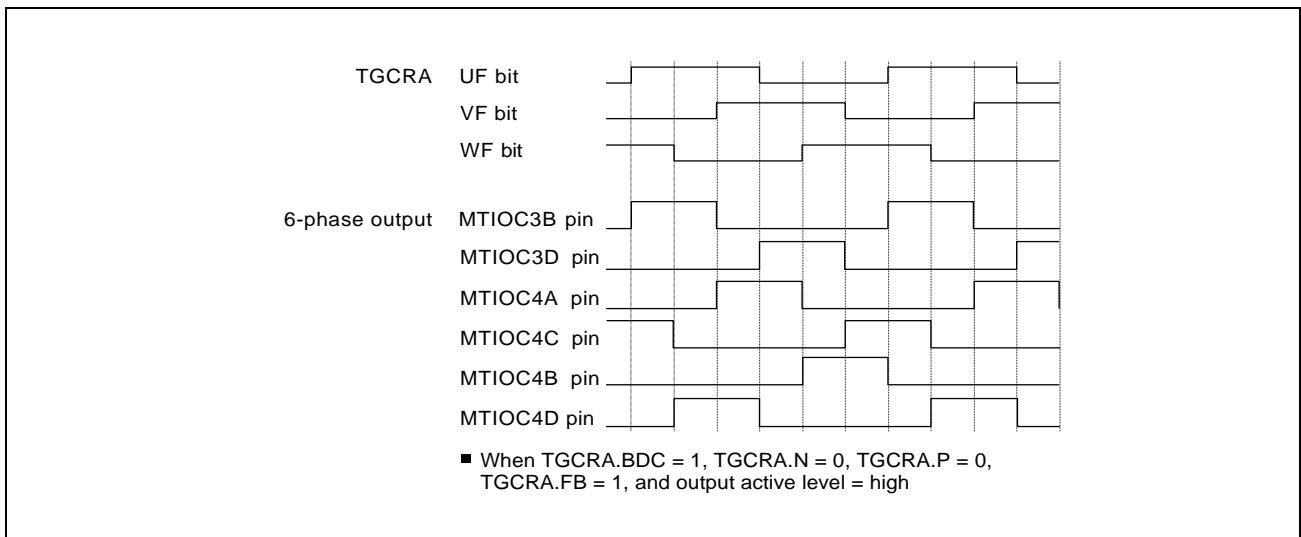 TGCRA UF bit
VF bit
WF bit
6-phase output MTIOC3B pin
MTIOC3D pin
MTIOC4A pin
MTIOC4C pin
MTIOC4B pin
MTIOC4D pin
■ When TGCRA.BDC = 1, TGCRA.N = 0, TGCRA.P = 0,
TGCRA.FB = 1, and output active level = high